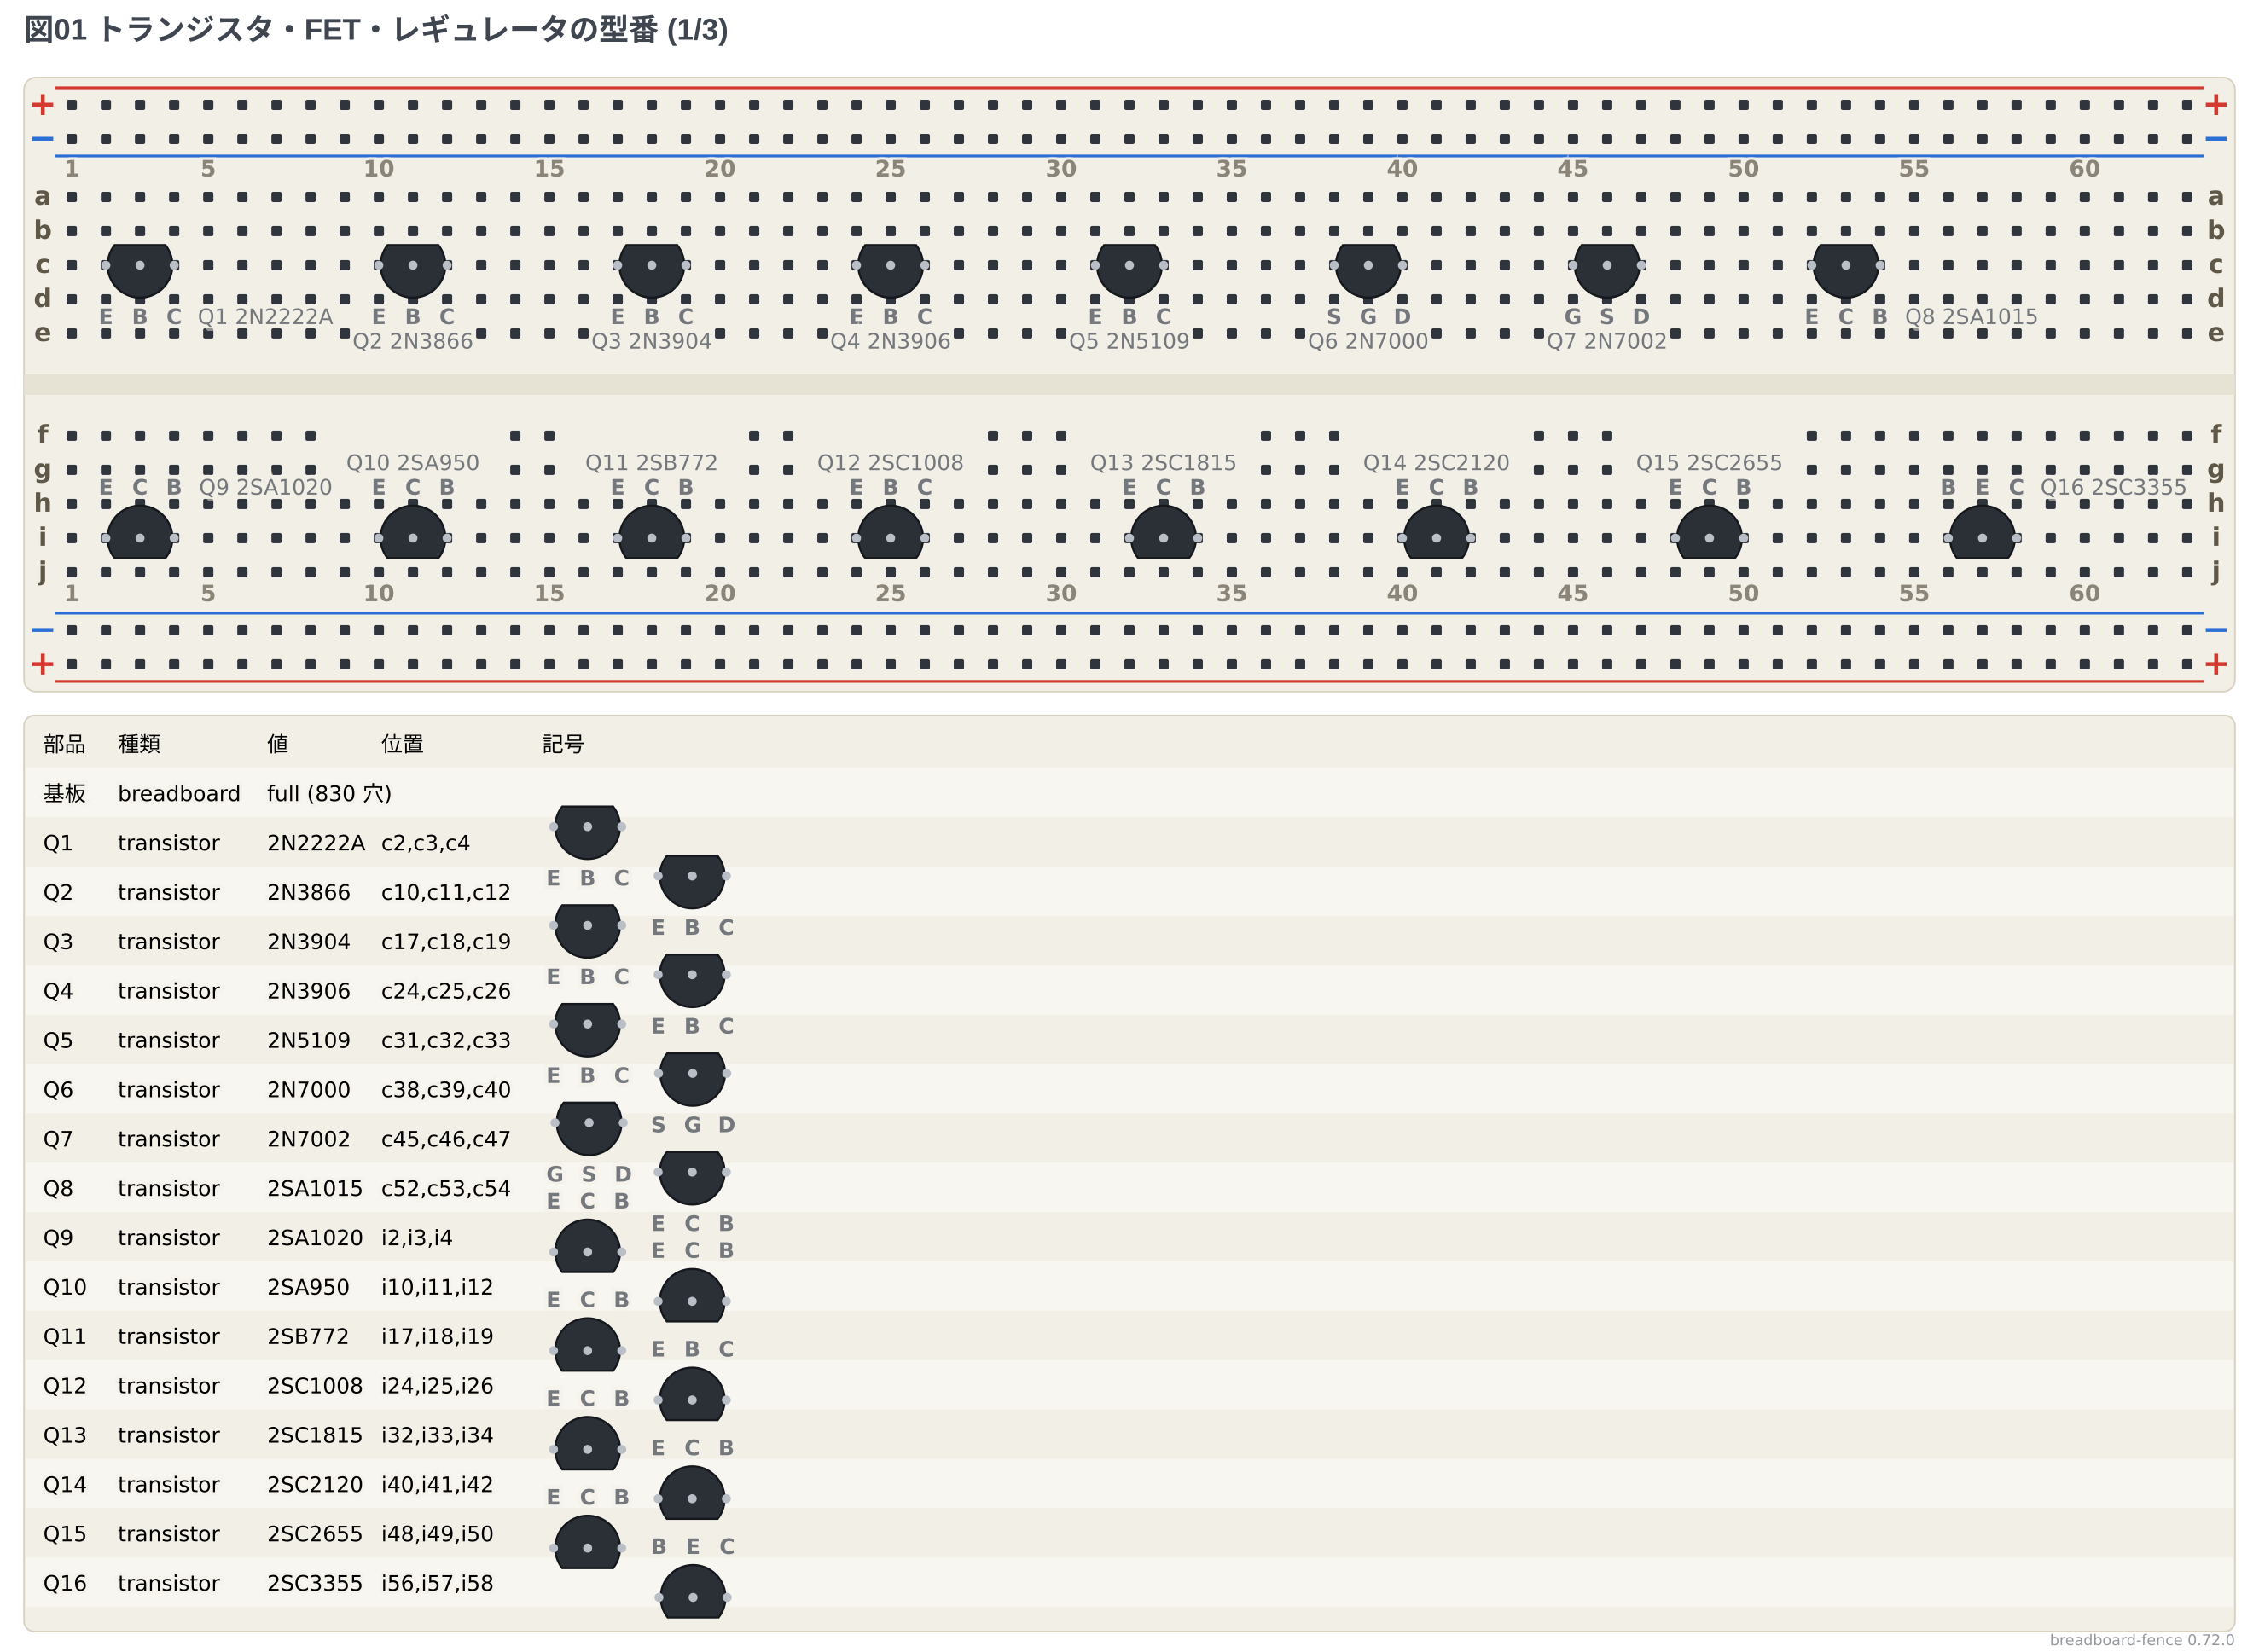 図01 トランジスタ・FET・レギュレータの型番 (1/3)
+ +
− −
1 5 10 15 20 25 30 35 40 45 50 55 60
a a
b b
c c
d d
E B C Q1 2N2222A E B C E B C E B C E B C S G D G S D E C B Q8 2SA1015
e e
Q2 2N3866 Q3 2N3904 Q4 2N3906 Q5 2N5109 Q6 2N7000 Q7 2N7002
f f
Q10 2SA950 Q11 2SB772 Q12 2SC1008 Q13 2SC1815 Q14 2SC2120 Q15 2SC2655
g g
E C B Q9 2SA1020 E C B E C B E B C E C B E C B E C B B E C Q16 2SC3355
h h
i i
j j
1 5 10 15 20 25 30 35 40 45 50 55 60
− −
+ +
部品 種類 値 位置 記号
基板 breadboard full (830 穴)
Q1 transistor 2N2222A c2,c3,c4
E B C
Q2 transistor 2N3866 c10,c11,c12
E B C
Q3 transistor 2N3904 c17,c18,c19
E B C
Q4 transistor 2N3906 c24,c25,c26
E B C
Q5 transistor 2N5109 c31,c32,c33
E B C
Q6 transistor 2N7000 c38,c39,c40
S G D
Q7 transistor 2N7002 c45,c46,c47
G S D
Q8 transistor 2SA1015 c52,c53,c54
E C B
E C B
Q9 transistor 2SA1020 i2,i3,i4
E C B
Q10 transistor 2SA950 i10,i11,i12
E C B
Q11 transistor 2SB772 i17,i18,i19
E B C
Q12 transistor 2SC1008 i24,i25,i26
E C B
Q13 transistor 2SC1815 i32,i33,i34
E C B
Q14 transistor 2SC2120 i40,i41,i42
E C B
Q15 transistor 2SC2655 i48,i49,i50
B E C
Q16 transistor 2SC3355 i56,i57,i58
breadboard-fence 0.72.0